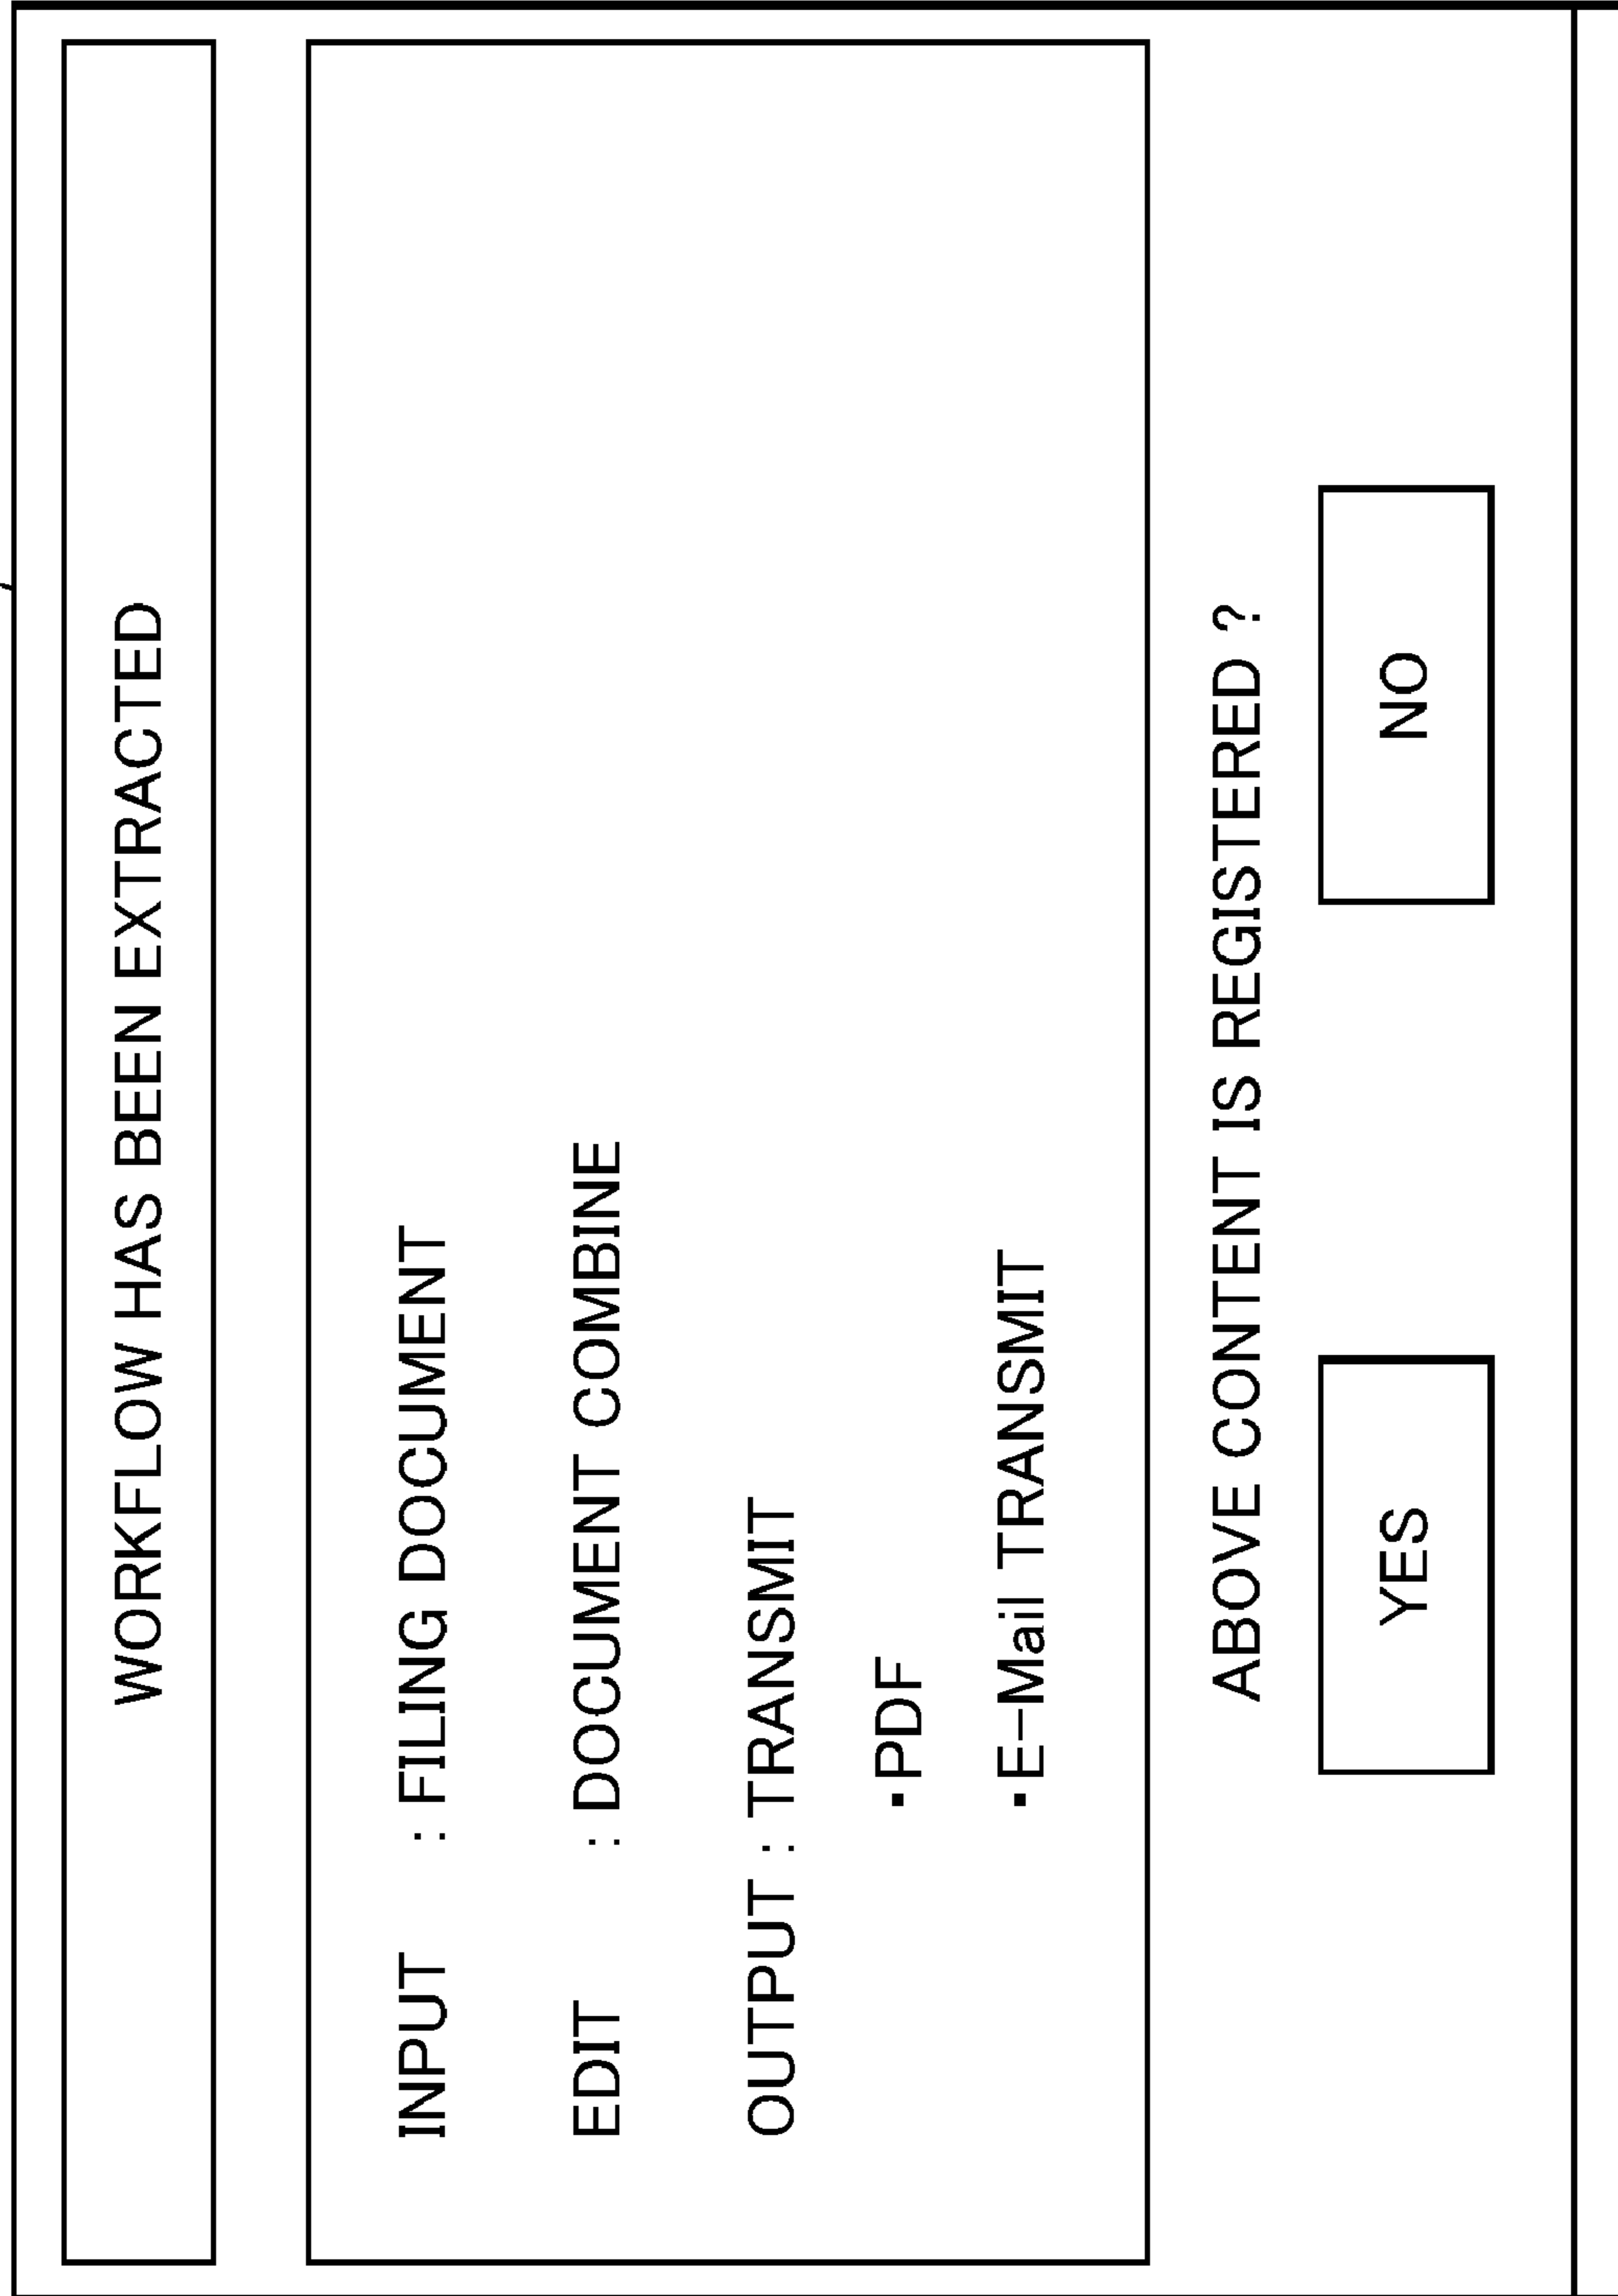 WORKFLOW HAS BEEN EXTRACTED
INPUT : FILING DOCUMENT
EDIT : DOCUMENT COMBINE
OUTPUT : TRANSMIT
▪PDF
▪E-Mail TRANSMIT
ABOVE CONTENT IS REGISTERED ?
YES NO